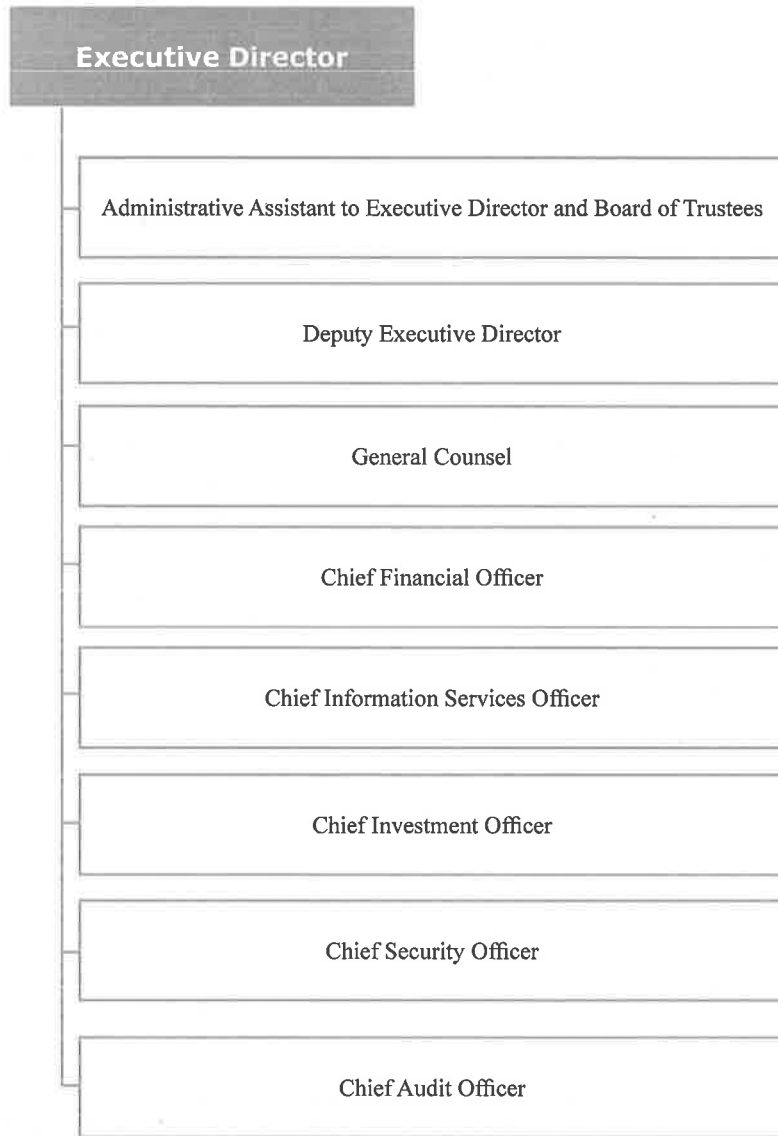 Executive Director
Administrative Assistant to Executive Director and Board of Trustees
Deputy Executive Director
General Counsel
Chief Financial Officer
Chief Information Services Officer
Chief Investment Officer
Chief Security Officer
Chief Audit Officer